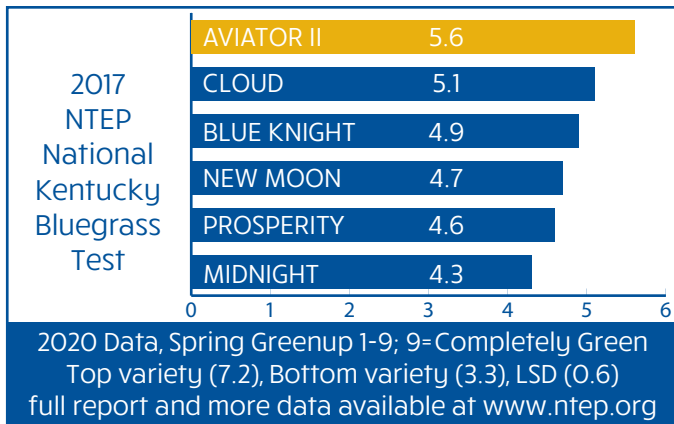 2017
NTEP
National
Kentucky
Bluegrass
Test
AVIATOR II 5.6
CLOUD 5.1
BLUE KNIGHT 4.9
NEW MOON 4.7
PROSPERITY 4.6
MIDNIGHT 4.3
0 1 2 3 4 5 6
2020 Data, Spring Greenup 1-9; 9=Completely Green
Top variety (7.2), Bottom variety (3.3), LSD (0.6)
full report and more data available at www.ntep.org